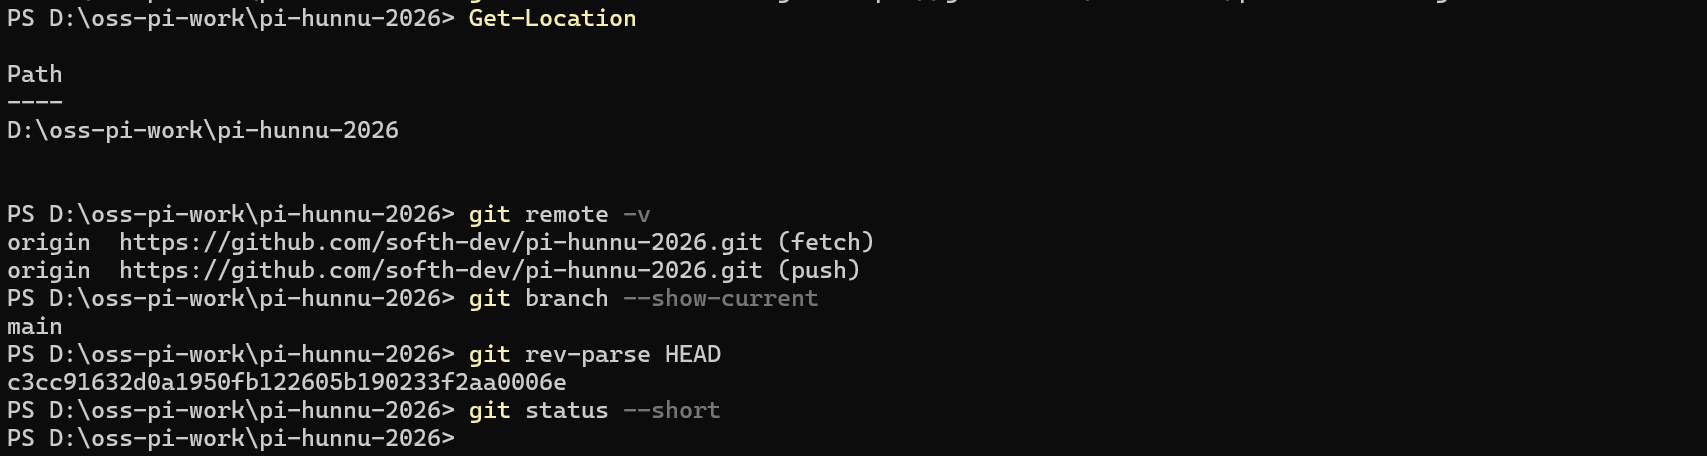 PS D:\oss-pi-work\pi-hunnu-2026> Get-Location
Path
----
D:\oss-pi-work\pi-hunnu-2026
PS D:\oss-pi-work\pi-hunnu-2026> git remote -v
origin  https://github.com/softh-dev/pi-hunnu-2026.git (fetch)
origin  https://github.com/softh-dev/pi-hunnu-2026.git (push)
PS D:\oss-pi-work\pi-hunnu-2026> git branch --show-current
main
PS D:\oss-pi-work\pi-hunnu-2026> git rev-parse HEAD
c3cc91632d0a1950fb122605b190233f2aa0006e
PS D:\oss-pi-work\pi-hunnu-2026> git status --short
PS D:\oss-pi-work\pi-hunnu-2026>